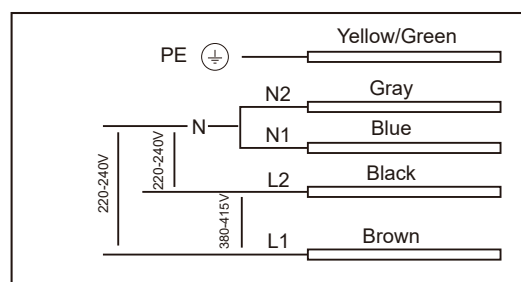 Yellow/Green
PE
N2 Gray
N
N1 Blue
L2 Black
L1 Brown
220-240V
220-240V
380-415V